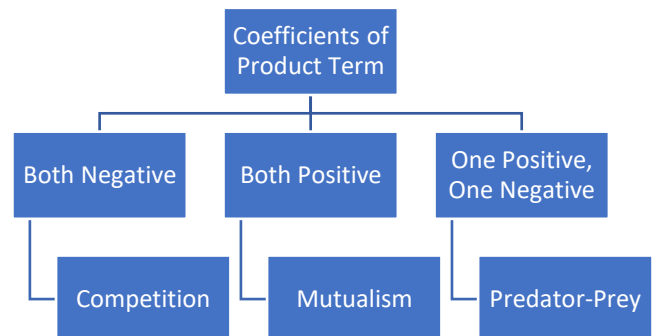 Coefficients of
Product Term
Both Negative
Both Positive
One Positive,
One Negative
Competition
Mutualism
Predator-Prey